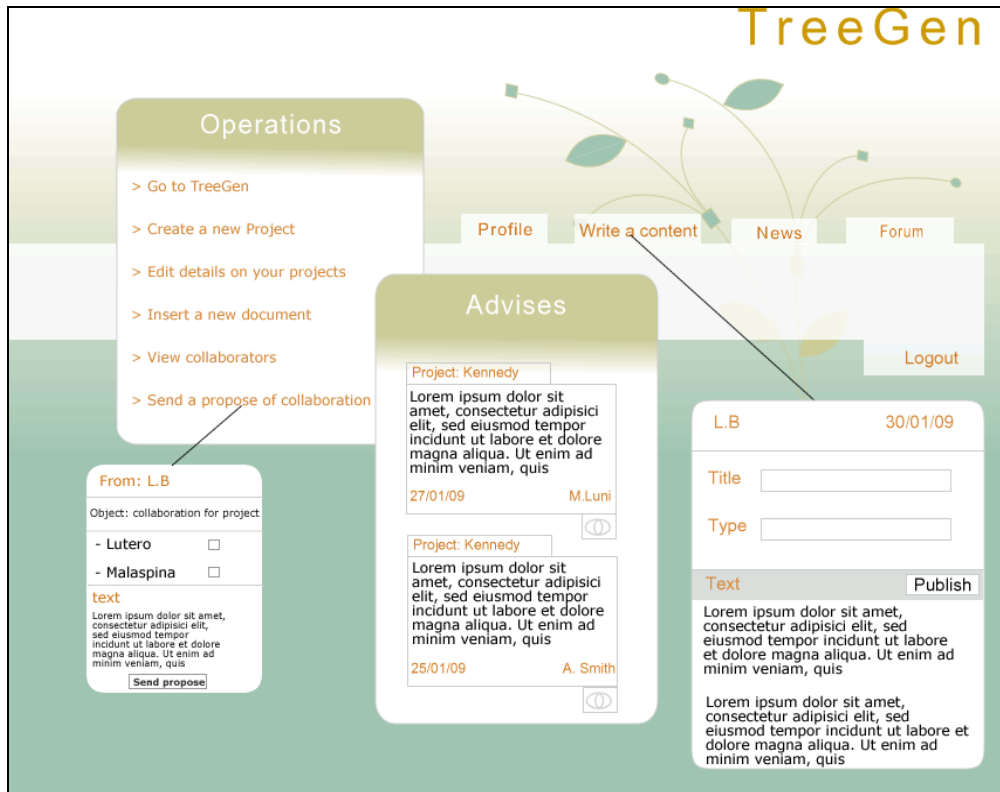 TreeGen
Operations
> Go to TreeGen
> Create a new Project
> Edit details on your projects
> Insert a new document
> View collaborators
> Send a propose of collaboration
Profile
Write a content
News
Forum
Logout
From: L.B
Object: collaboration for project
- Lutero
- Malaspina
text
Lorem ipsum dolor sit amet,
consectetur adipisici elit,
sed eiusmod tempor
incidunt ut labore et dolore
magna aliqua. Ut enim ad
minim veniam, quis
Send propose
Advises
Project: Kennedy
Lorem ipsum dolor sit
amet, consectetur adipisici
elit, sed eiusmod tempor
incidunt ut labore et dolore
magna aliqua. Ut enim ad
minim veniam, quis
27/01/09 M.Luni
Project: Kennedy
Lorem ipsum dolor sit
amet, consectetur adipisici
elit, sed eiusmod tempor
incidunt ut labore et dolore
magna aliqua. Ut enim ad
minim veniam, quis
25/01/09 A. Smith
L.B 30/01/09
Title
Type
Text Publish
Lorem ipsum dolor sit amet,
consectetur adipisici elit, sed
eiusmod tempor incidunt ut labore
et dolore magna aliqua. Ut enim ad
minim veniam, quis
Lorem ipsum dolor sit amet,
consectetur adipisici elit, sed
eiusmod tempor incidunt ut labore et
dolore magna aliqua. Ut enim ad
minim veniam, quis